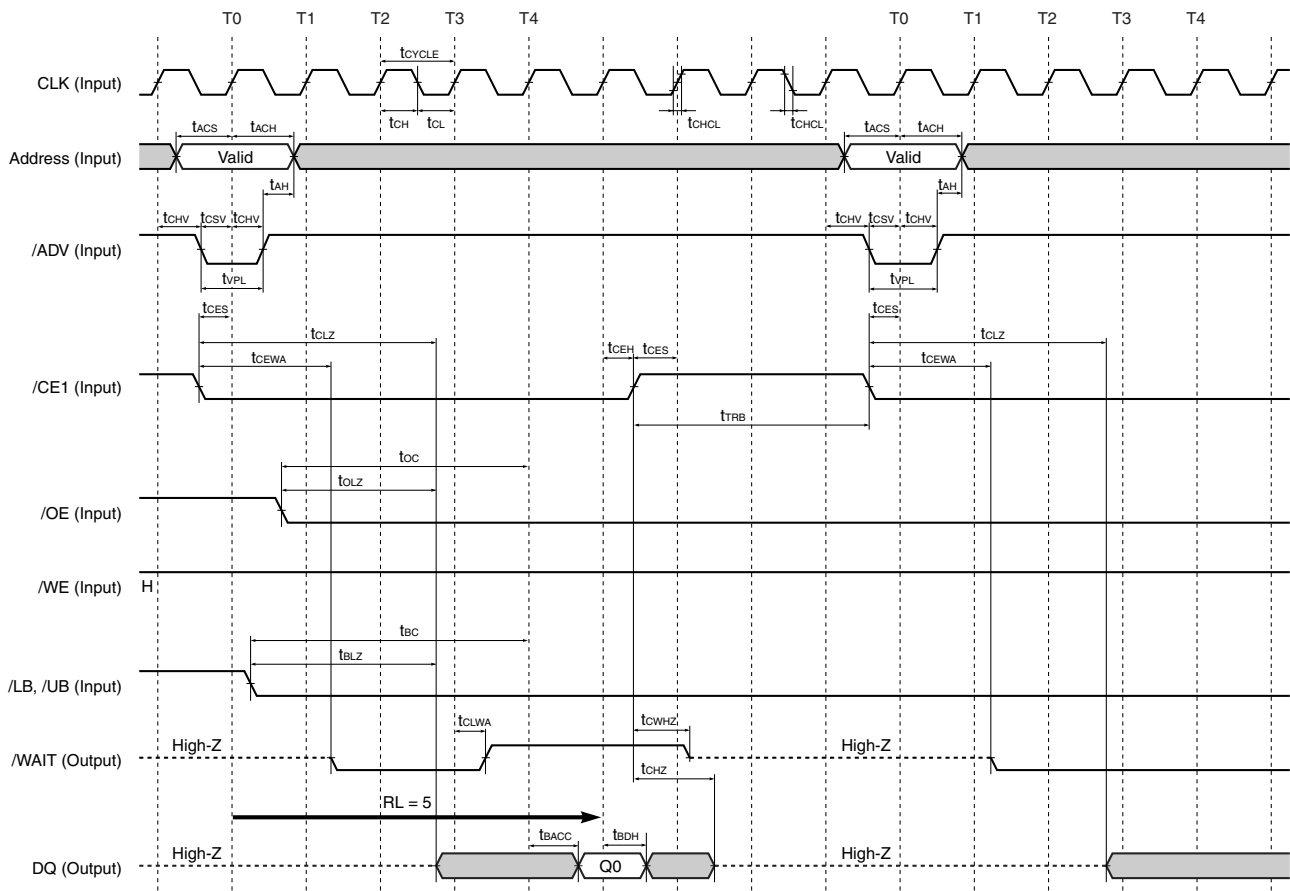 T0 T1 T2 T3 T4 T0 T1 T2 T3 T4
tCYCLE
CLK (Input)
tCH tCL tCHCL tCHCL
tACS tACH tACS tACH
Address (Input) Valid Valid
tAH tAH
tCHV tCSV tCHV tCHV tCSV tCHV
/ADV (Input)
tVPL tVPL
tCES tCES
tCLZ tCLZ
tCEWA tCEH tCES tCEWA
/CE1 (Input)
tTRB
tOC
tOLZ
/OE (Input)
/WE (Input) H
tBC
tBLZ
/LB, /UB (Input)
tCLWA tCWHZ
High-Z High-Z
/WAIT (Output)
tCHZ
RL = 5
tBACC tBDH
High-Z High-Z
DQ (Output) Q0